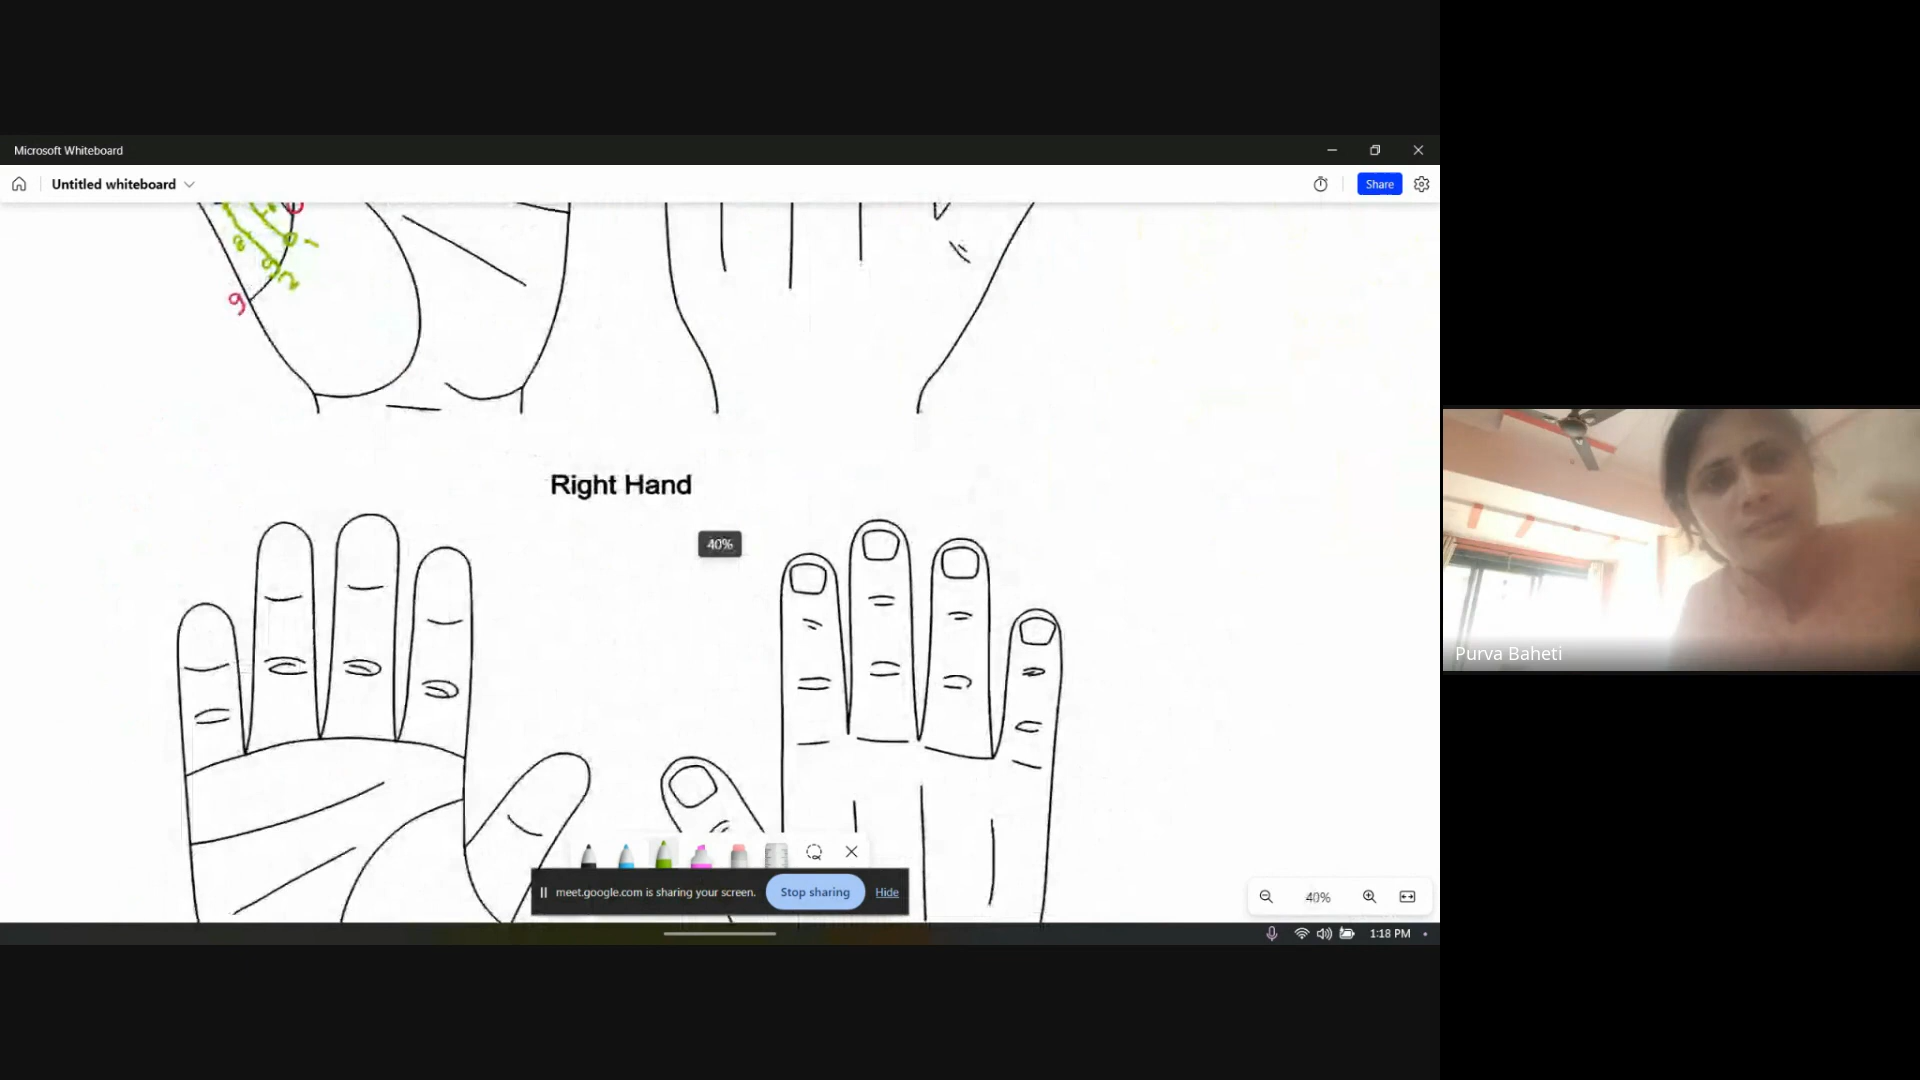 Microsoft Whiteboard
Untitled whiteboard
Share
9
Right Hand
40%
Purva Baheti
meet.google.com is sharing your screen.
Stop sharing
Hide
40%
1:18 PM